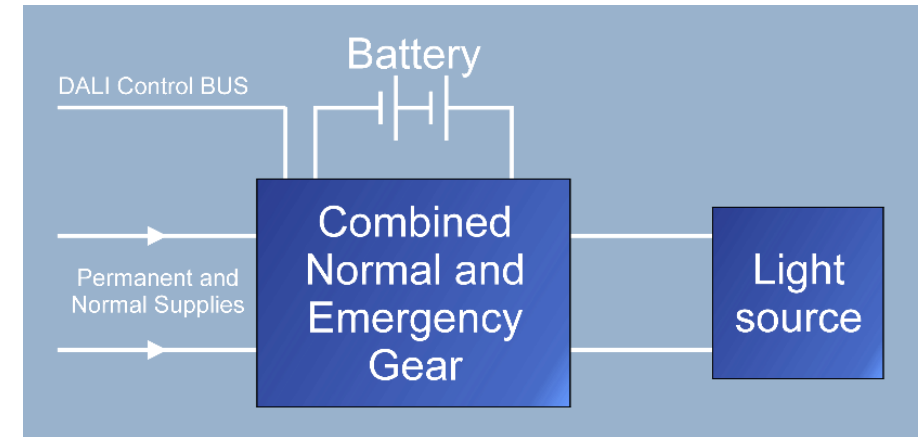 Battery
DALI Control BUS
Combined
Normal and
Emergency
Gear
Permanent and
Normal Supplies
Light
source